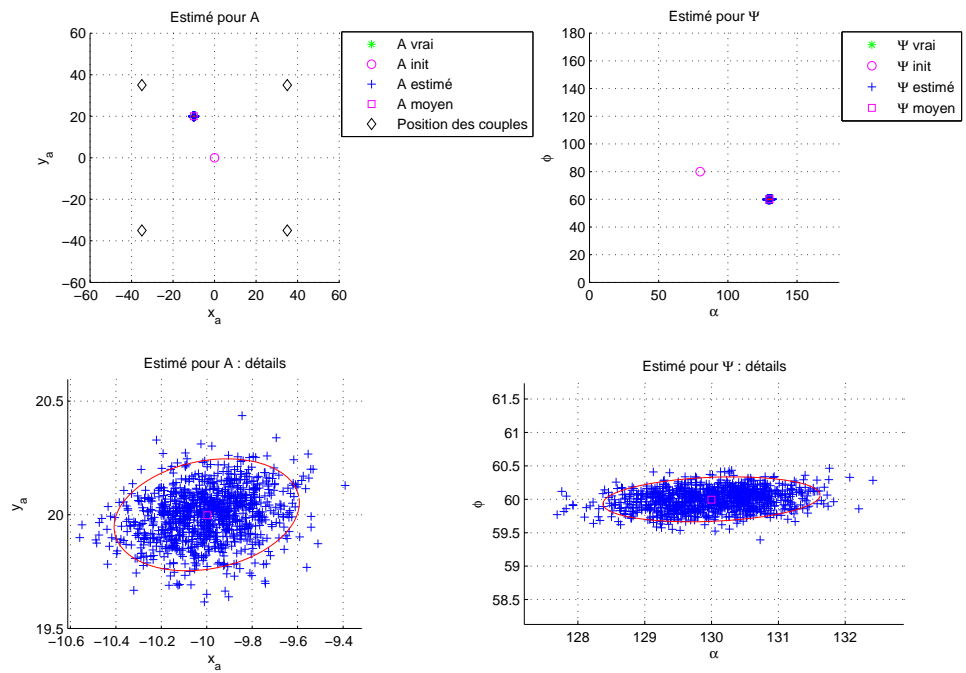 Estimé pour A
60
40
20
0
−20
−40
−60
−60 −40 −20 0 20 40 60
y_a
x_a
A vrai
A init
A estimé
A moyen
Position des couples
Estimé pour Ψ
180
160
140
120
100
80
60
40
20
0
0 50 100 150
ϕ
α
Ψ vrai
Ψ init
Ψ estimé
Ψ moyen
Estimé pour A : détails
20.5
20
19.5
−10.6 −10.4 −10.2 −10 −9.8 −9.6 −9.4
y_a
x_a
Estimé pour Ψ : détails
61.5
61
60.5
60
59.5
59
58.5
128 129 130 131 132
ϕ
α